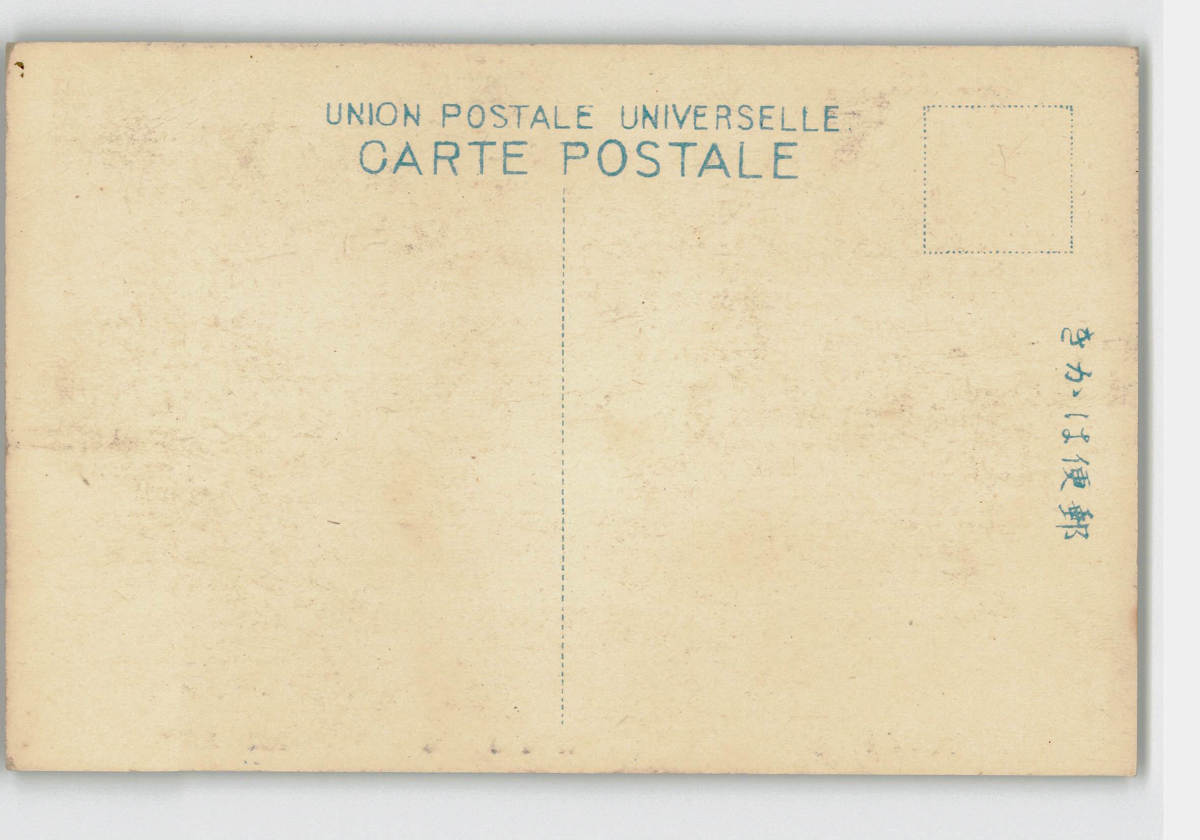 UNION POSTALE UNIVERSELLE.
CARTE POSTALE
きかは便郵